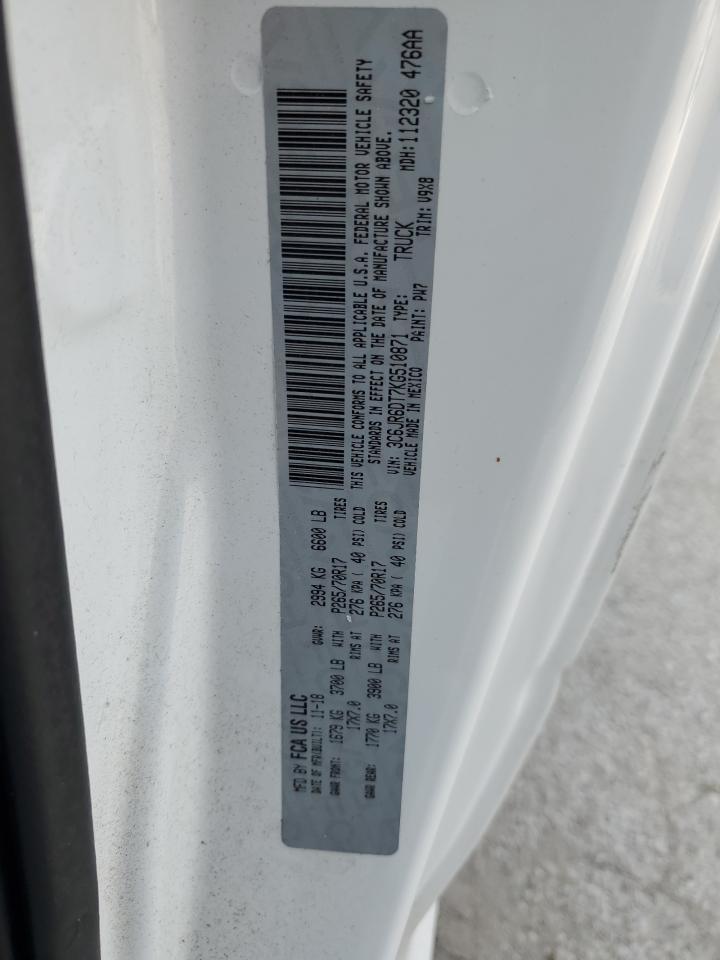 MFD BY FCA US LLC
DATE OF MFR(BUILT): 11-18 GVWR: 2994 KG 6600 LB
GAWR FRONT: 1679 KG 3700 LB WITH P265/70R17 TIRES
17X7.0 RIMS AT 276 KPA ( 40 PSI) COLD
GAWR REAR: 1770 KG 3900 LB WITH P265/70R17 TIRES
17X7.0 RIMS AT 276 KPA ( 40 PSI) COLD
THIS VEHICLE CONFORMS TO ALL APPLICABLE U.S.A. FEDERAL MOTOR VEHICLE SAFETY
STANDARDS IN EFFECT ON THE DATE OF MANUFACTURE SHOWN ABOVE.
VIN: 3C6JR6DT7KG510871 TYPE: TRUCK MDH: 112320 476AA
VEHICLE MADE IN MEXICO PAINT: PW7 TRIM: V9X8